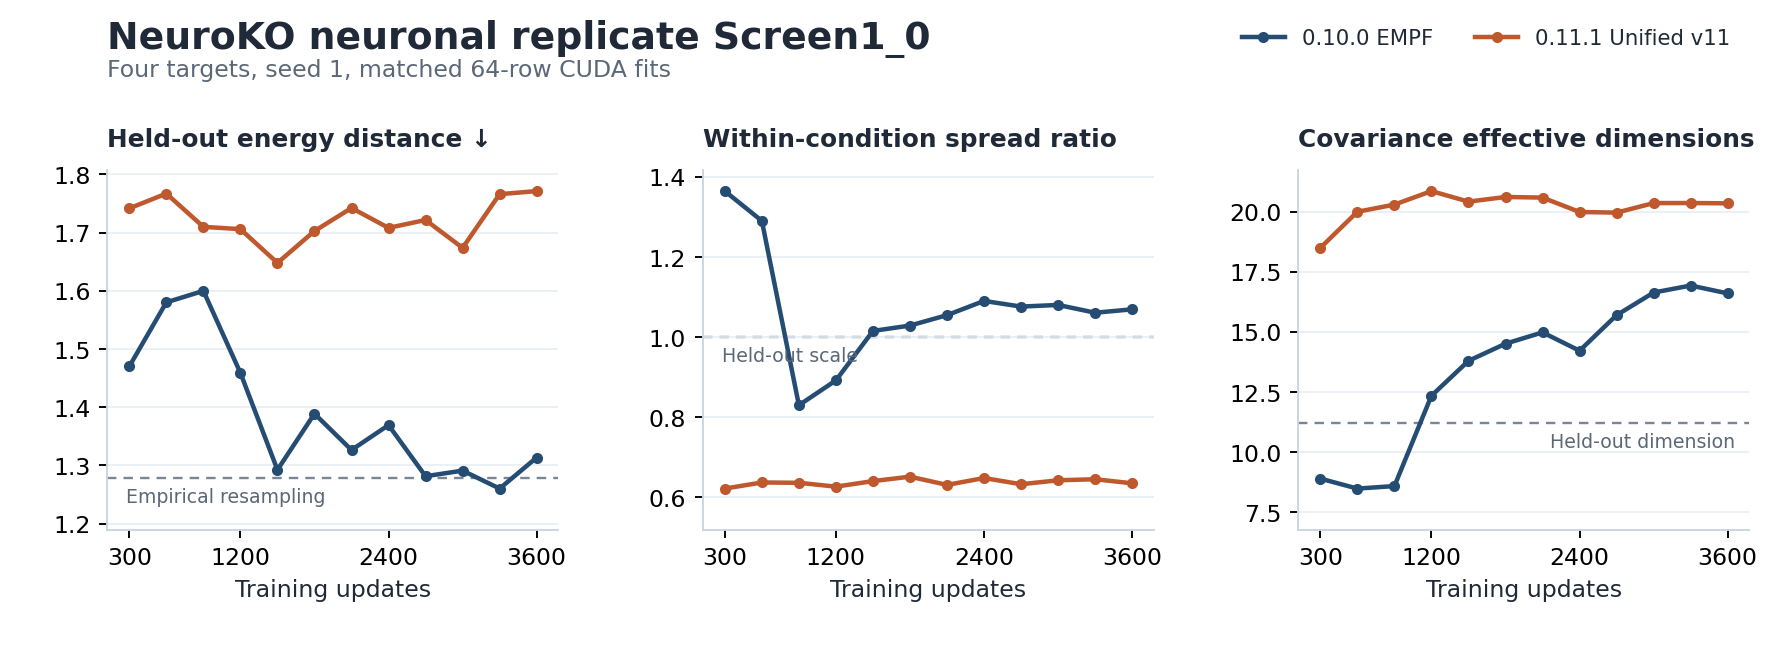 NeuroKO neuronal replicate Screen1_0
Four targets, seed 1, matched 64-row CUDA fits
0.10.0 EMPF
0.11.1 Unified v11
Held-out energy distance ↓
1.8
1.7
1.6
1.5
1.4
1.3
1.2
Empirical resampling
300
1200
2400
3600
Training updates
Within-condition spread ratio
1.4
1.2
1.0
0.8
0.6
Held-out scale
300
1200
2400
3600
Training updates
Covariance effective dimensions
20.0
17.5
15.0
12.5
10.0
7.5
Held-out dimension
300
1200
2400
3600
Training updates